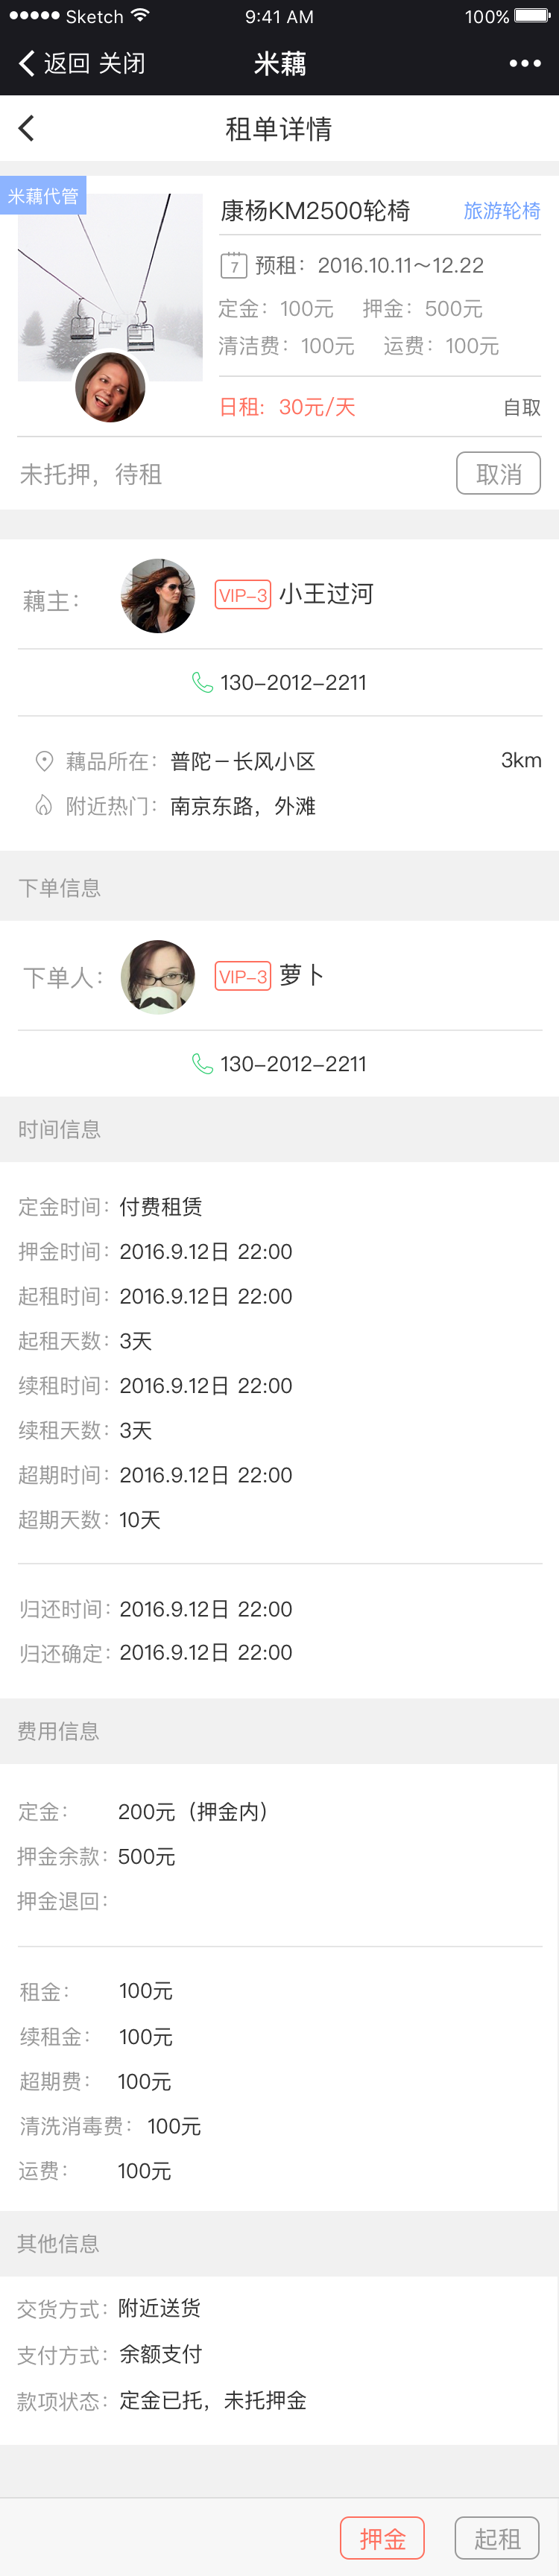 Sketch 9:41 AM 100%
返回 关闭 米藕
租单详情
米藕代管
康杨KM2500轮椅 旅游轮椅
7 预租：2016.10.11～12.22
定金：100元 押金：500元
清洁费：100元 运费：100元
日租：30元/天 自取
未托押，待租 取消
藕主： VIP-3 小王过河
130-2012-2211
藕品所在：普陀－长风小区 3km
附近热门：南京东路，外滩
下单信息
下单人： VIP-3 萝卜
130-2012-2211
时间信息
定金时间：付费租赁
押金时间：2016.9.12日 22:00
起租时间：2016.9.12日 22:00
起租天数：3天
续租时间：2016.9.12日 22:00
续租天数：3天
超期时间：2016.9.12日 22:00
超期天数：10天
归还时间：2016.9.12日 22:00
归还确定：2016.9.12日 22:00
费用信息
定金： 200元（押金内）
押金余款：500元
押金退回：
租金： 100元
续租金： 100元
超期费： 100元
清洗消毒费： 100元
运费： 100元
其他信息
交货方式：附近送货
支付方式：余额支付
款项状态：定金已托，未托押金
押金 起租